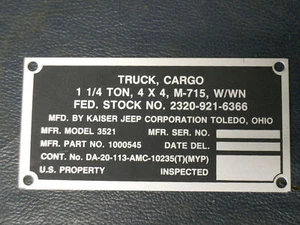 TRUCK, CARGO
1 1/4 TON, 4 X 4, M-715, W/WN
FED. STOCK NO. 2320-921-6366
MFD. BY KAISER JEEP CORPORATION TOLEDO, OHIO
MFR. MODEL 3521 MFR. SER NO.
MFR. PART NO. 1000545 DATE DEL.
CONT. No. DA-20-113-AMC-10235(T)(MYP)
U.S. PROPERTY INSPECTED